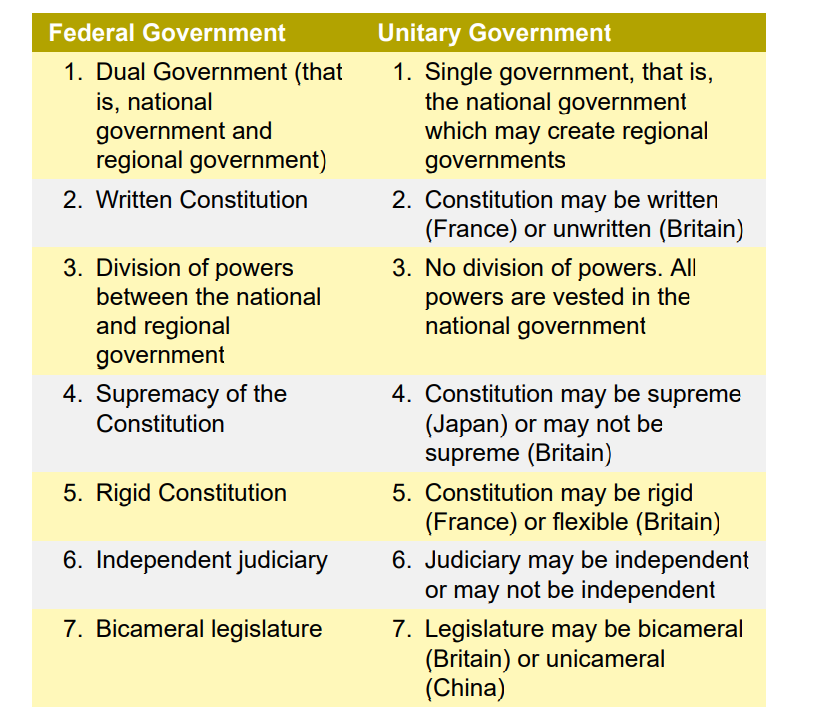 Federal Government
Unitary Government
1. Dual Government (that
is, national
government and
regional government)
1. Single government, that is,
the national government
which may create regional
governments
2. Written Constitution
2. Constitution may be written
(France) or unwritten (Britain)
3. Division of powers
between the national
and regional
government
3. No division of powers. All
powers are vested in the
national government
4. Supremacy of the
Constitution
4. Constitution may be supreme
(Japan) or may not be
supreme (Britain)
5. Rigid Constitution
5. Constitution may be rigid
(France) or flexible (Britain)
6. Independent judiciary
6. Judiciary may be independent
or may not be independent
7. Bicameral legislature
7. Legislature may be bicameral
(Britain) or unicameral
(China)